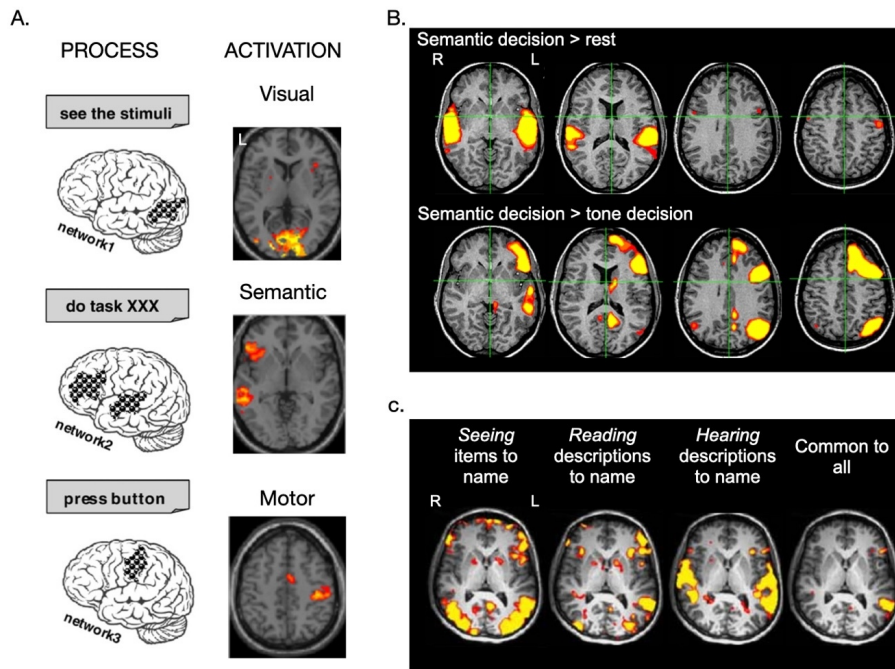 A.
PROCESS
ACTIVATION
see the stimuli
network1
Visual
L
do task XXX
network2
Semantic
press button
network3
Motor
B.
Semantic decision > rest
R L
Semantic decision > tone decision
c.
Seeing
items to
name
Reading
descriptions
to name
Hearing
descriptions
to name
Common to
all
R L